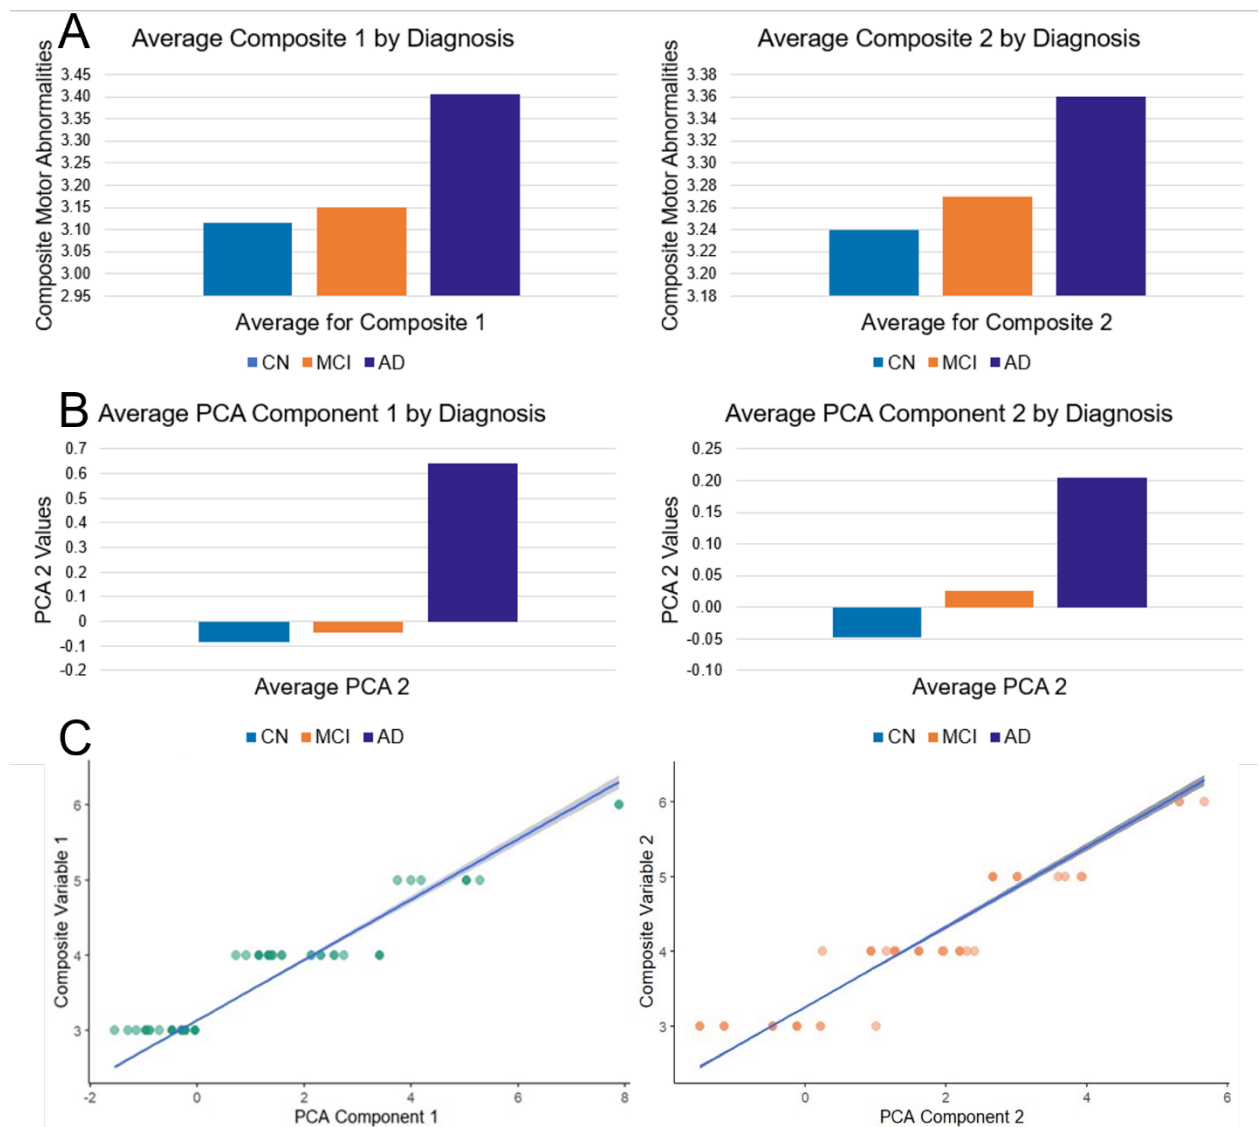 A
Average Composite 1 by Diagnosis
Composite Motor Abnormalities
3.45
3.40
3.35
3.30
3.25
3.20
3.15
3.10
3.05
3.00
2.95
Average for Composite 1
CN MCI AD
Average Composite 2 by Diagnosis
Composite Motor Abnormalities
3.38
3.36
3.34
3.32
3.30
3.28
3.26
3.24
3.22
3.20
3.18
Average for Composite 2
CN MCI AD
B
Average PCA Component 1 by Diagnosis
PCA 2 Values
0.7
0.6
0.5
0.4
0.3
0.2
0.1
0
-0.1
-0.2
Average PCA 2
CN MCI AD
Average PCA Component 2 by Diagnosis
PCA 2 Values
0.25
0.20
0.15
0.10
0.05
0.00
-0.05
-0.10
Average PCA 2
CN MCI AD
C
Composite Variable 1
6
5
4
3
-2 0 2 4 6 8
PCA Component 1
Composite Variable 2
6
5
4
3
0 2 4 6
PCA Component 2